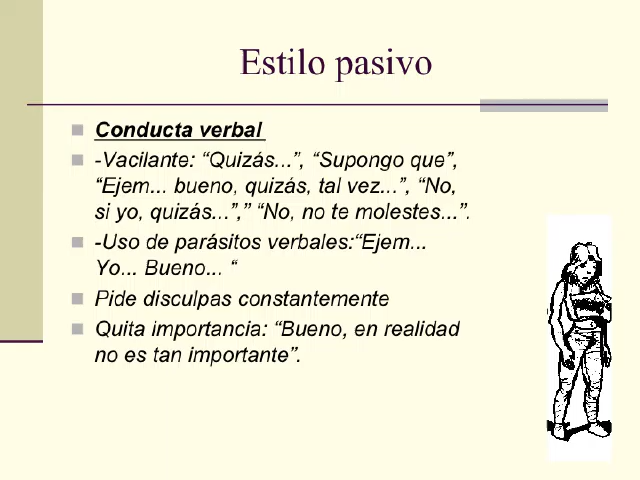 Estilo pasivo
Conducta verbal
-Vacilante: “Quizás...”, “Supongo que”,
“Ejem... bueno, quizás, tal vez...”, “No,
si yo, quizás...”,” “No, no te molestes...”.
-Uso de parásitos verbales:“Ejem...
Yo... Bueno... “
Pide disculpas constantemente
Quita importancia: “Bueno, en realidad
no es tan importante”.